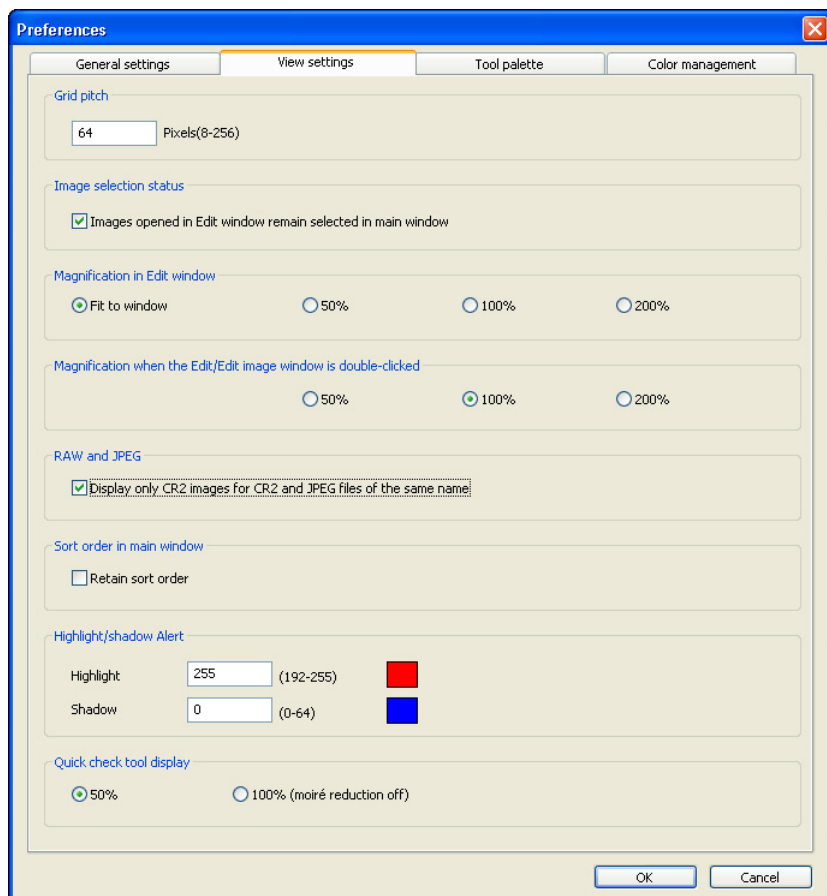 Preferences
General settings View settings Tool palette Color management
Grid pitch
64 Pixels(8-256)
Image selection status
Images opened in Edit window remain selected in main window
Magnification in Edit window
Fit to window 50% 100% 200%
Magnification when the Edit/Edit image window is double-clicked
50% 100% 200%
RAW and JPEG
Display only CR2 images for CR2 and JPEG files of the same name
Sort order in main window
Retain sort order
Highlight/shadow Alert
Highlight 255 (192-255)
Shadow 0 (0-64)
Quick check tool display
50% 100% (moiré reduction off)
OK Cancel